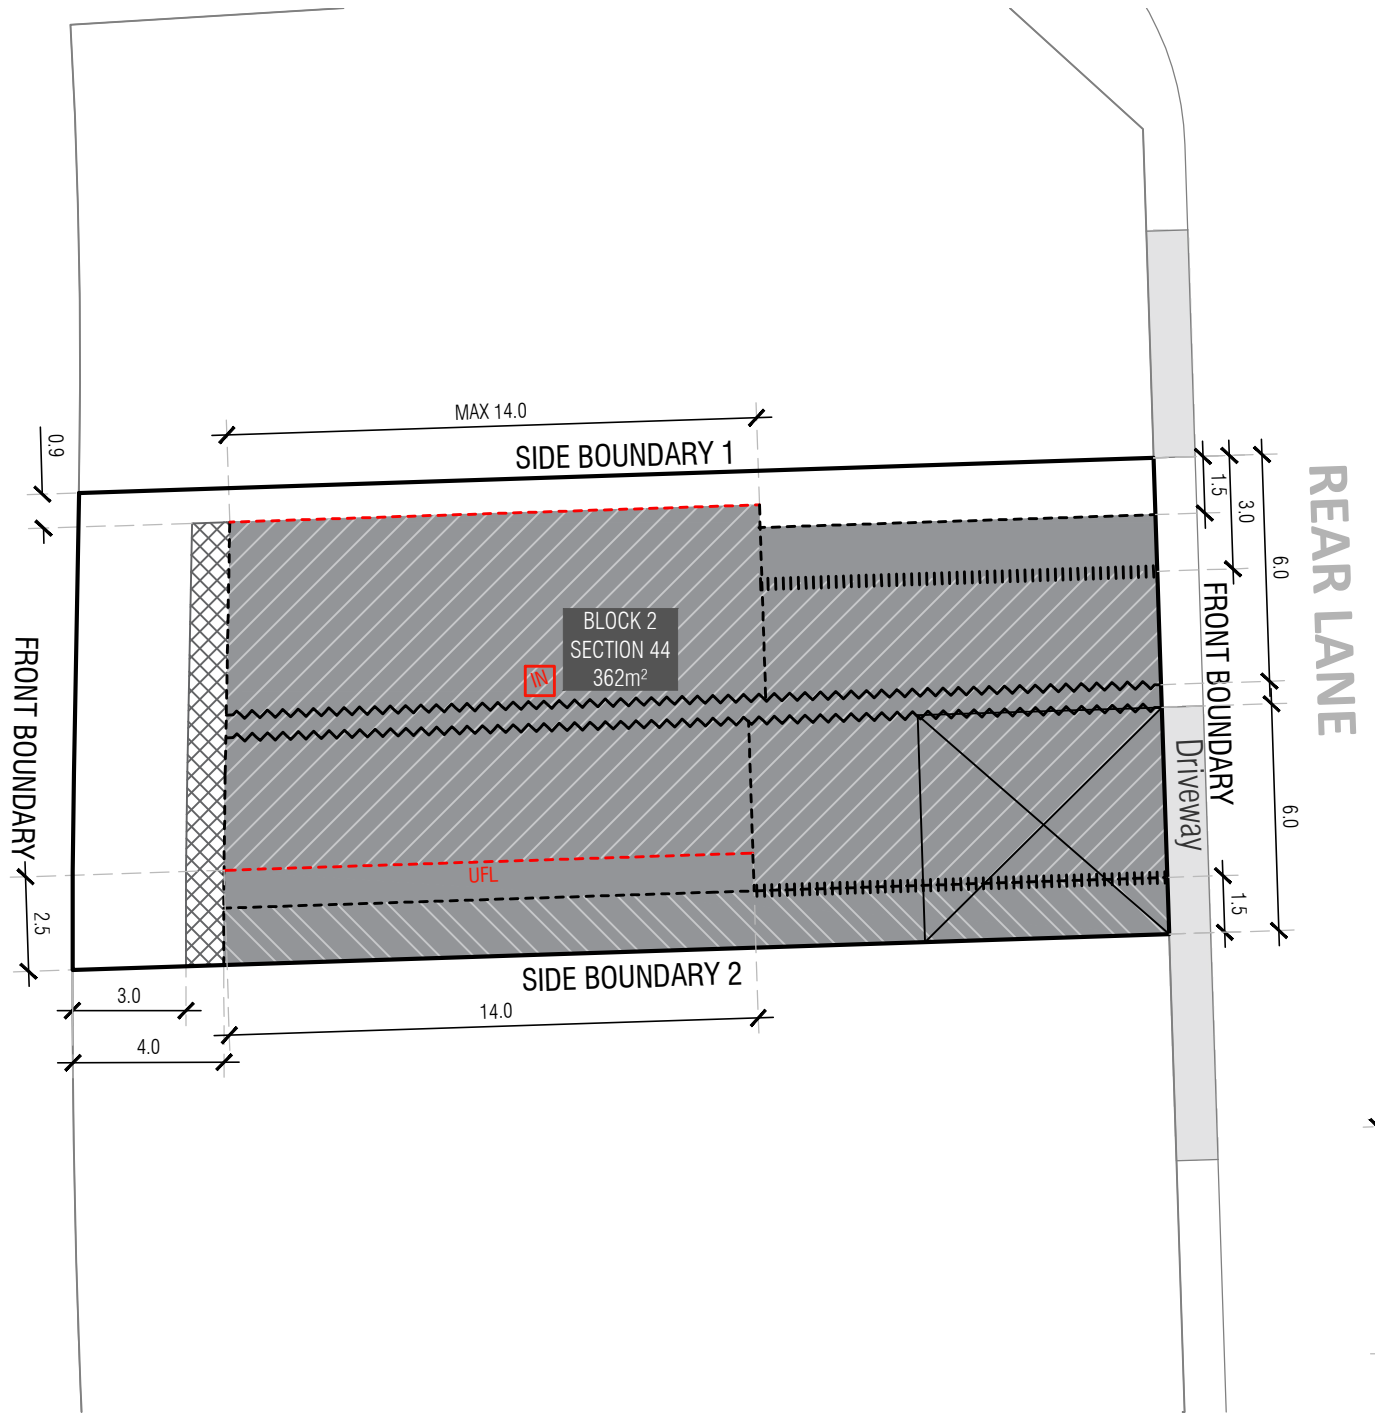 MAX 14.0
SIDE BOUNDARY 1
0.9
1.5
3.0
6.0
REAR LANE
FRONT BOUNDARY
BLOCK 2
SECTION 44
362m²
IN
FRONT BOUNDARY
Driveway
6.0
UFL
1.5
2.5
SIDE BOUNDARY 2
3.0
14.0
4.0